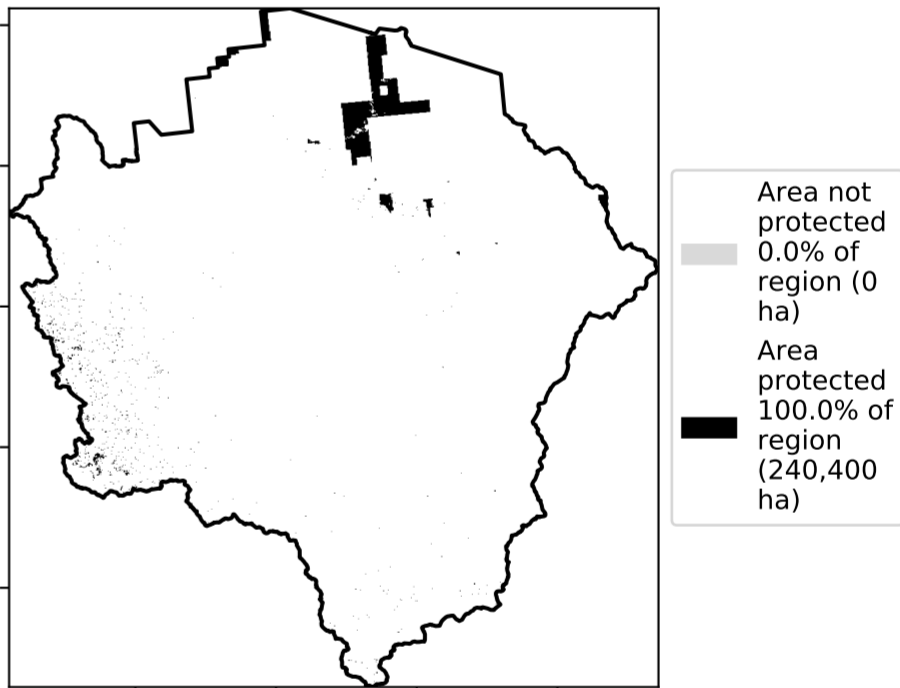 Area not
protected
0.0% of
region (0
ha)
Area
protected
100.0% of
region
(240,400
ha)